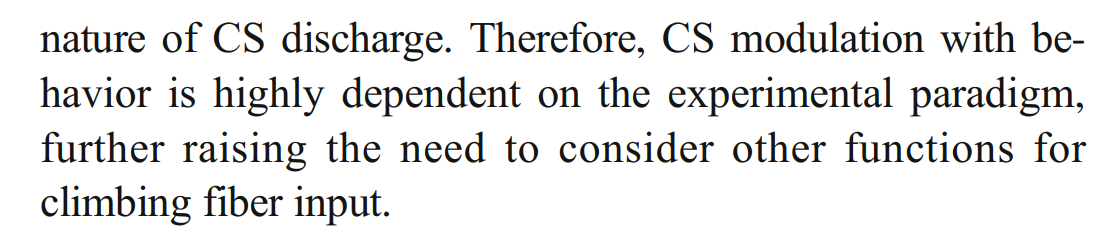 nature of CS discharge. Therefore, CS modulation with be-
havior is highly dependent on the experimental paradigm,
further raising the need to consider other functions for
climbing fiber input.